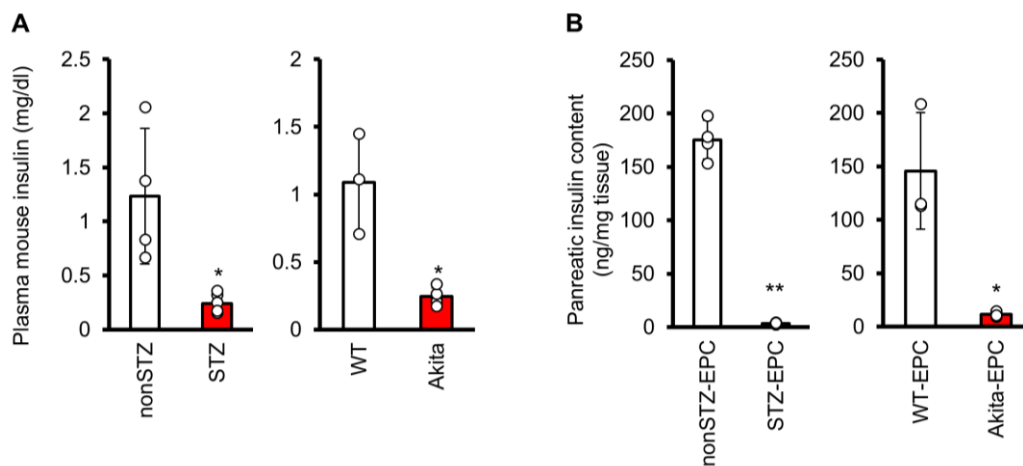 A
Plasma mouse insulin (mg/dl)
2.5
2
1.5
1
0.5
0
*
nonSTZ
STZ
2
1.5
1
0.5
0
*
WT
Akita
B
Panreatic insulin content
(ng/mg tissue)
250
200
150
100
50
0
**
nonSTZ-EPC
STZ-EPC
250
200
150
100
50
0
*
WT-EPC
Akita-EPC